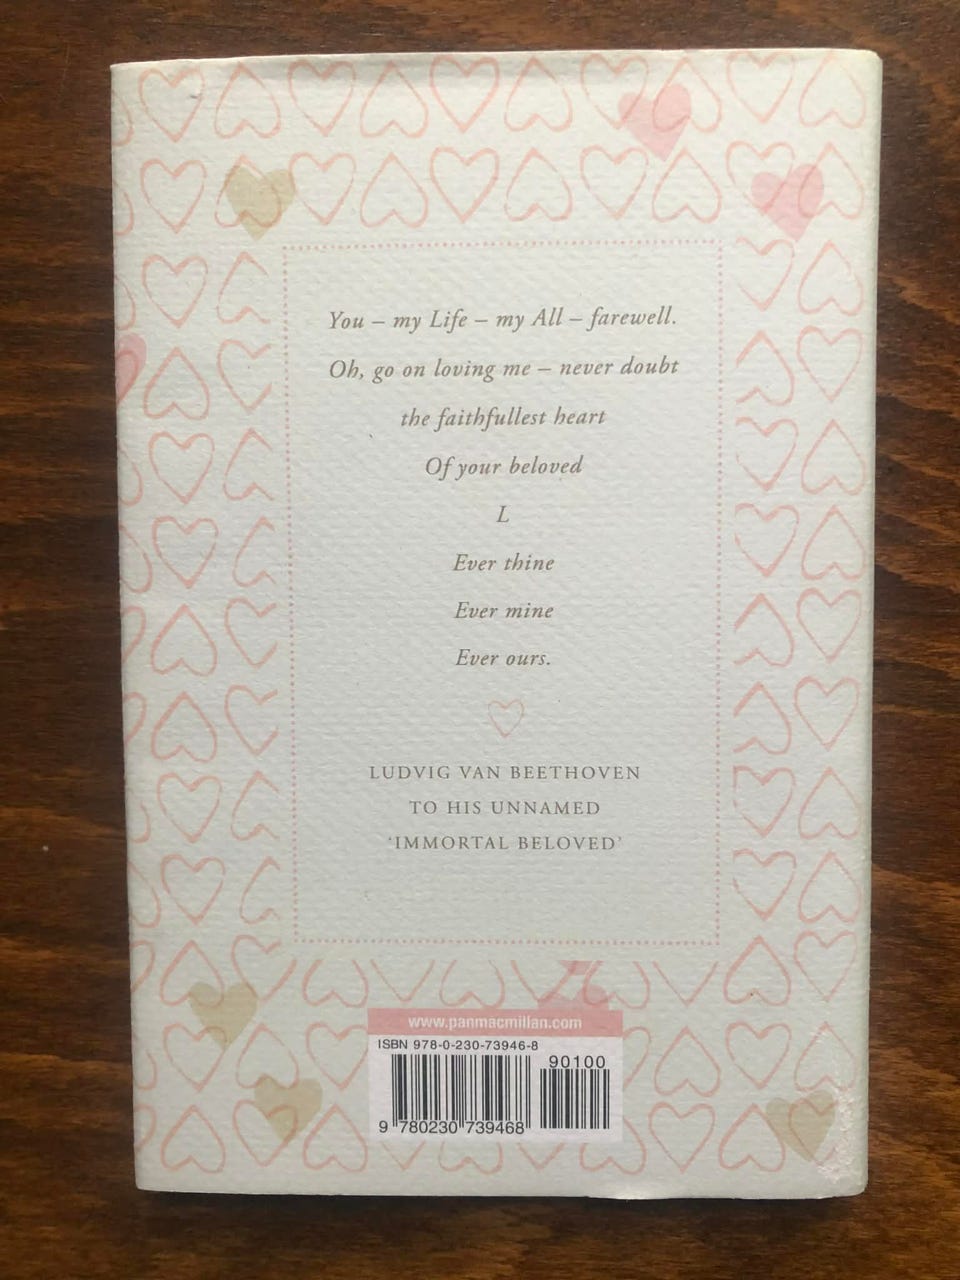 You – my Life – my All – farewell.
Oh, go on loving me – never doubt
the faithfullest heart
Of your beloved
L
Ever thine
Ever mine
Ever ours.
LUDVIG VAN BEETHOVEN
TO HIS UNNAMED
‘IMMORTAL BELOVED’
www.panmacmillan.com
ISBN 978-0-230-73946-8
90100
9 780230 739468